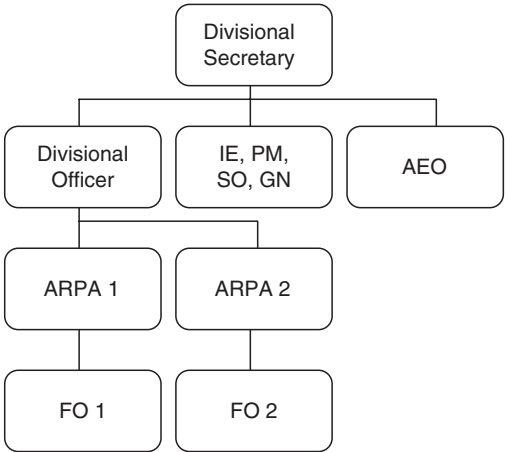 Divisional
Secretary
Divisional
Officer
IE, PM,
SO, GN
AEO
ARPA 1
ARPA 2
FO 1
FO 2